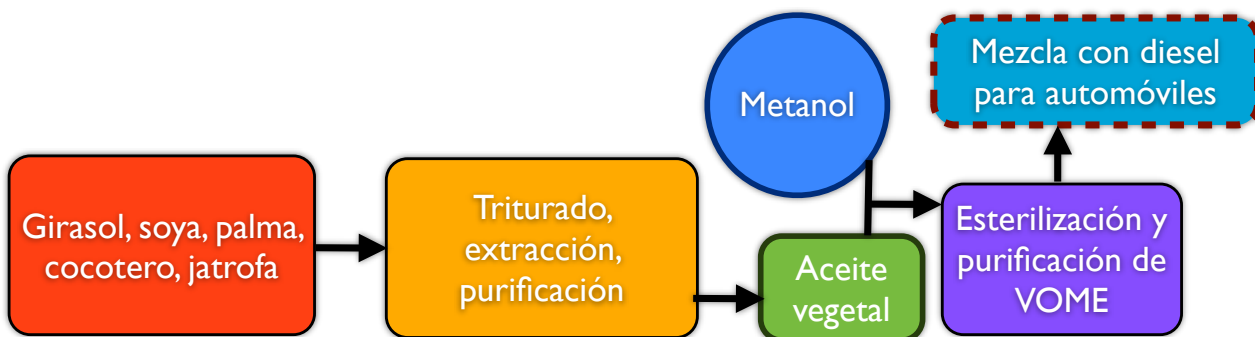 Girasol, soya, palma,
cocotero, jatrofa
Triturado,
extracción,
purificación
Metanol
Aceite
vegetal
Esterilización y
purificación de
VOME
Mezcla con diesel
para automóviles